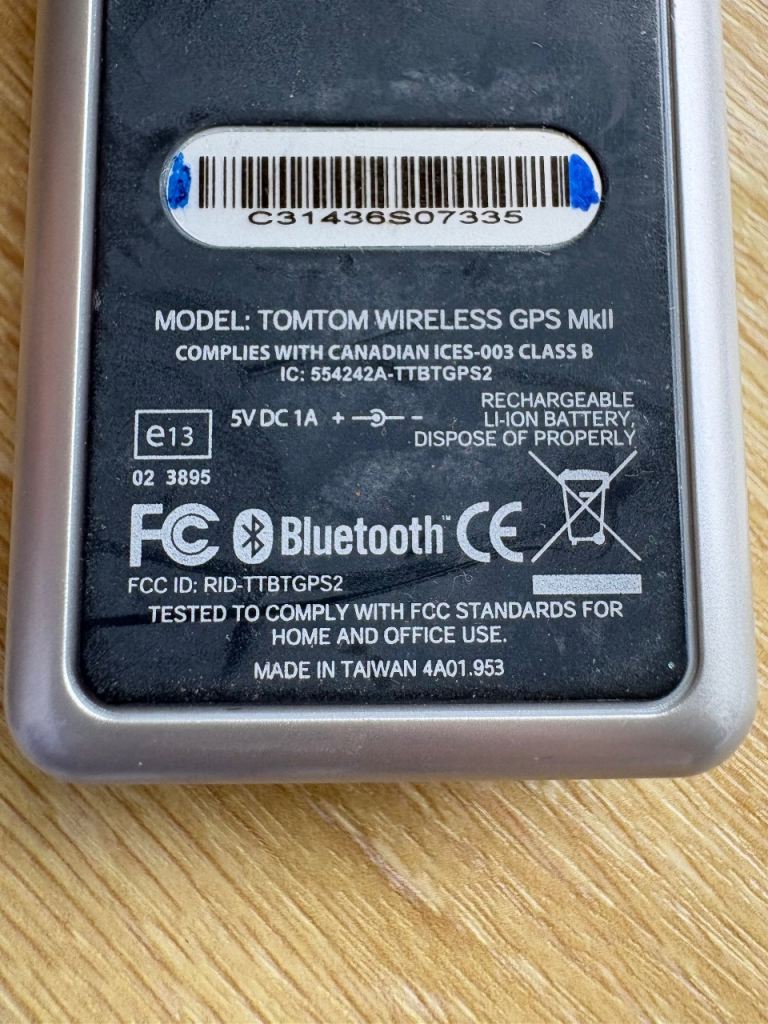 C31436S07335
MODEL: TOMTOM WIRELESS GPS MkII
COMPLIES WITH CANADIAN ICES-003 CLASS B
IC: 554242A-TTBTGPS2
e13
02 3895
5V DC 1A + -
RECHARGEABLE
LI-ION BATTERY,
DISPOSE OF PROPERLY
FC Bluetooth™ CE
FCC ID: RID-TTBTGPS2
TESTED TO COMPLY WITH FCC STANDARDS FOR
HOME AND OFFICE USE.
MADE IN TAIWAN 4A01.953